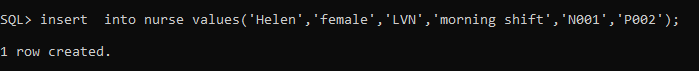 SQL> insert  into nurse values('Helen','female','LVN','morning shift','N001','P002');
1 row created.